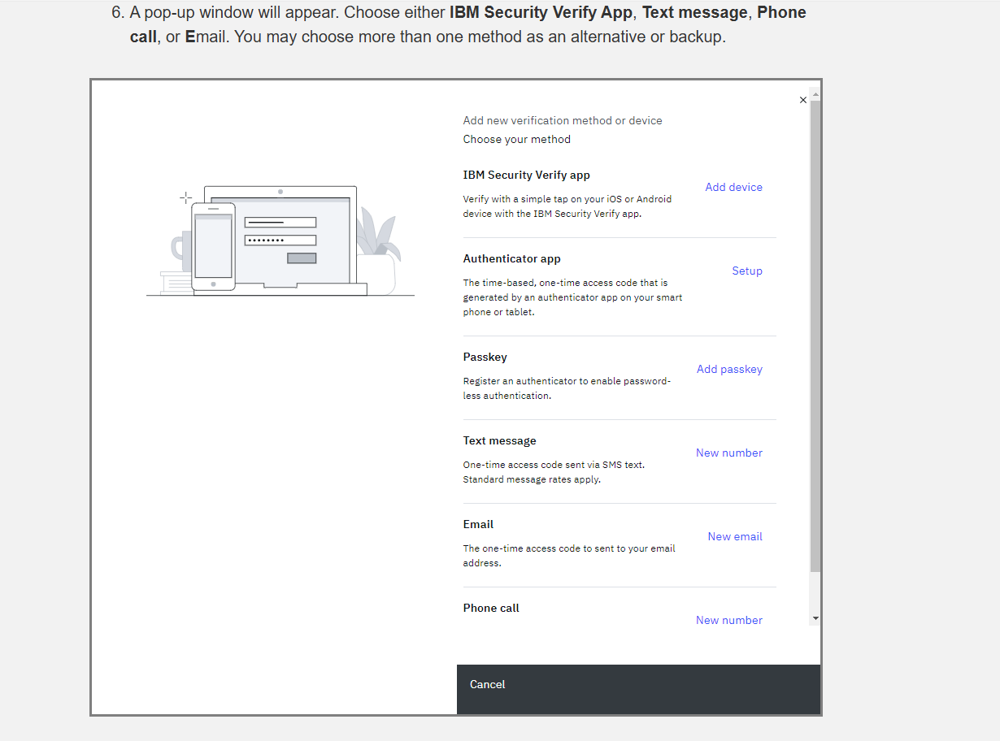 6. A pop-up window will appear. Choose either IBM Security Verify App, Text message, Phone
call, or Email. You may choose more than one method as an alternative or backup.
Add new verification method or device
Choose your method
IBM Security Verify app
Add device
Verify with a simple tap on your iOS or Android
device with the IBM Security Verify app.
Authenticator app
Setup
The time-based, one-time access code that is
generated by an authenticator app on your smart
phone or tablet.
Passkey
Add passkey
Register an authenticator to enable password-
less authentication.
Text message
New number
One-time access code sent via SMS text.
Standard message rates apply.
Email
New email
The one-time access code to sent to your email
address.
Phone call
New number
Cancel